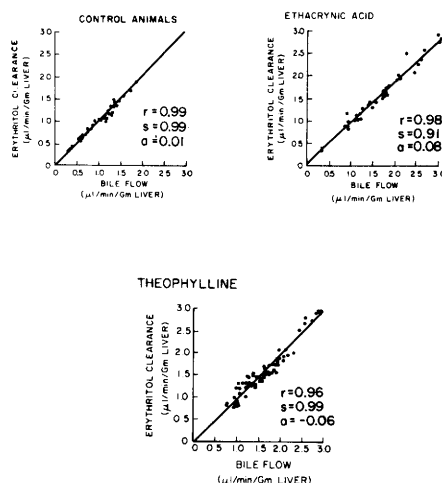 CONTROL ANIMALS
ERYTHRITOL CLEARANCE
(μl/min/Gm LIVER)
3.0
2.5
2.0
1.5
1.0
0.5
r = 0.99
s = 0.99
a = 0.01
0 0.5 1.0 1.5 2.0 2.5 3.0
BILE FLOW
(μl/min/Gm LIVER)
ETHACRYNIC ACID
ERYTHRITOL CLEARANCE
(μl/min/Gm LIVER)
3.0
2.5
2.0
1.5
1.0
0.5
r = 0.98
s = 0.91
a = 0.08
0 0.5 1.0 1.5 2.0 2.5 3.0
BILE FLOW
(μl/min/Gm LIVER)
THEOPHYLLINE
ERYTHRITOL CLEARANCE
(μl/min/Gm LIVER)
3.0
2.5
2.0
1.5
1.0
0.5
0
r = 0.96
s = 0.99
a = -0.06
0 0.5 1.0 1.5 2.0 2.5 3.0
BILE FLOW
(μl/min/Gm LIVER)